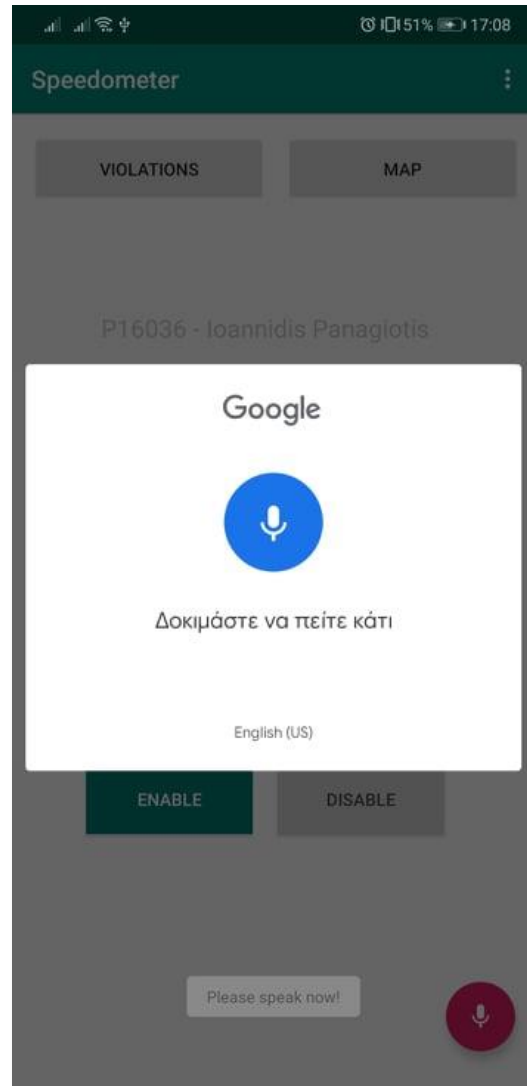 51% 17:08
Speedometer
VIOLATIONS MAP
P16036 - Ioannidis Panagiotis
Google
Δοκιμάστε να πείτε κάτι
English (US)
ENABLE DISABLE
Please speak now!